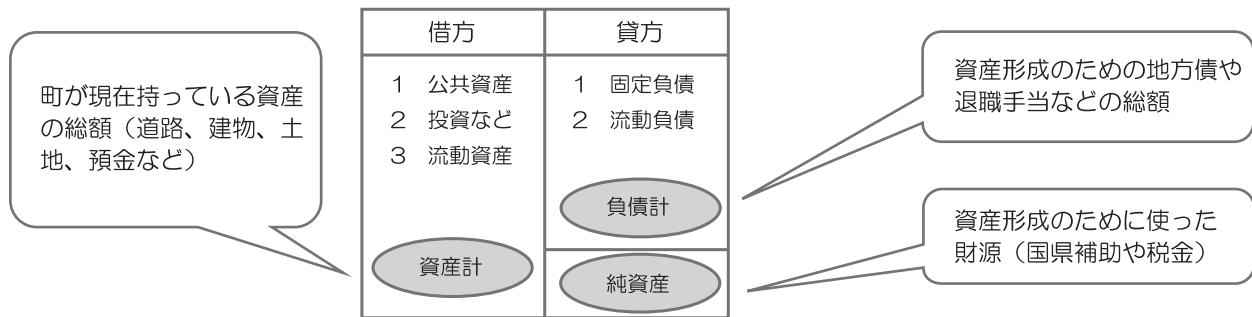 町が現在持っている資産
の総額（道路、建物、土
地、預金など）
借方
1　公共資産
2　投資など
3　流動資産
資産計
貸方
1　固定負債
2　流動負債
負債計
純資産
資産形成のための地方債や
退職手当などの総額
資産形成のために使った
財源（国県補助や税金）